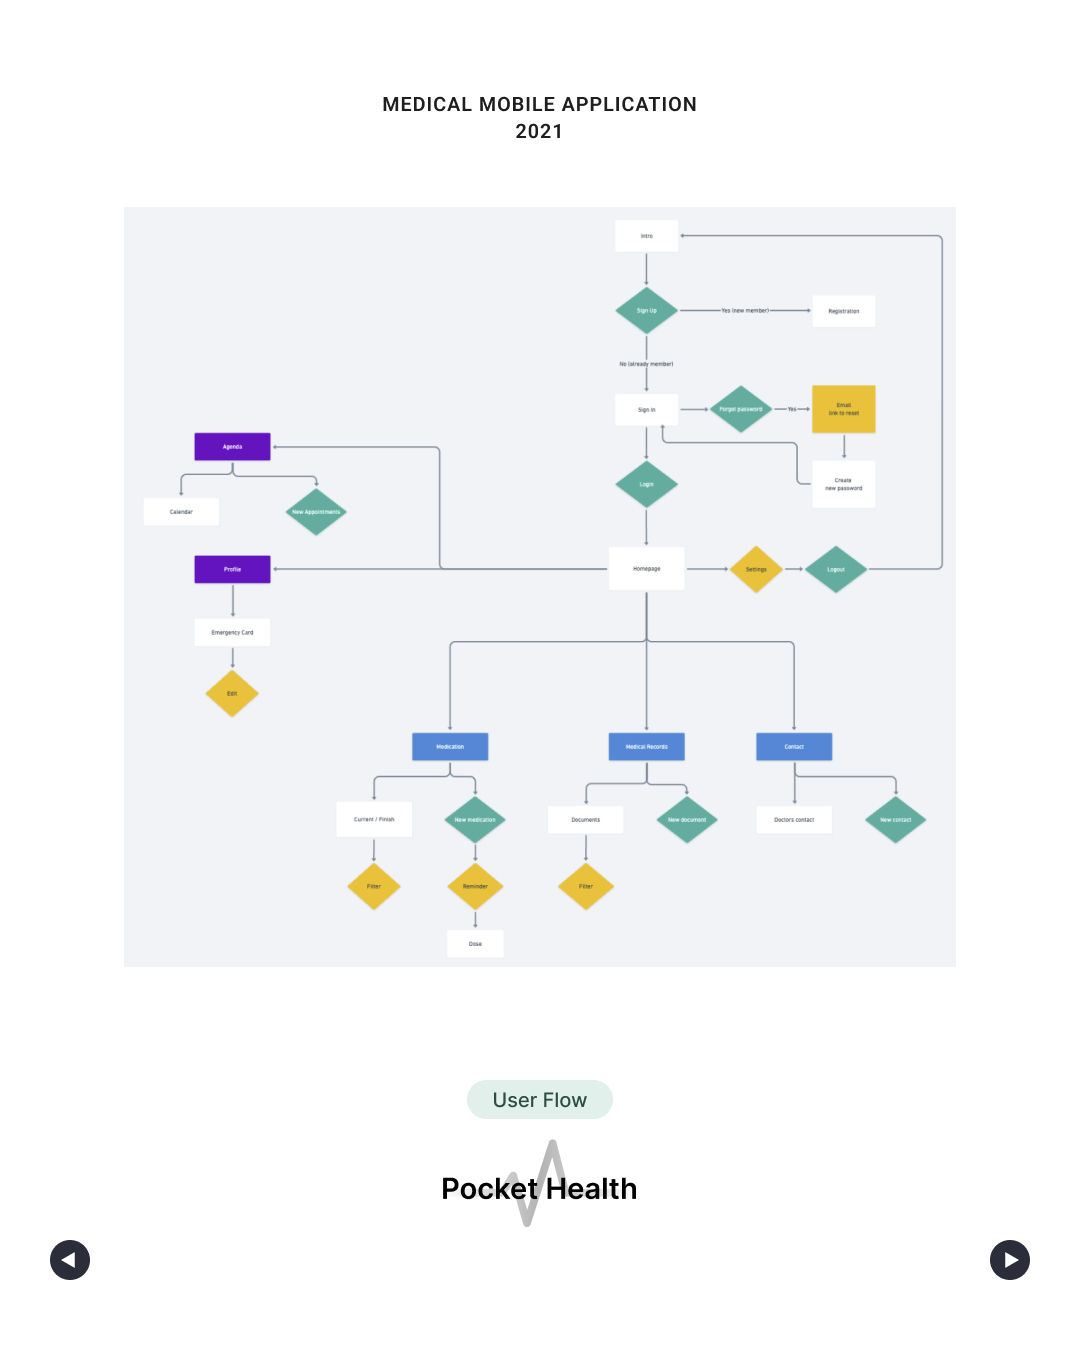 MEDICAL MOBILE APPLICATION
2021
Intro
Sign Up
Yes (new member)
Registration
No (already member)
Sign in
Forgot password
Yes
Email
link to reset
Create
new password
Login
Agenda
Calendar
New Appointments
Profile
Homepage
Settings
Logout
Emergency Card
Edit
Medication
Medical Records
Contact
Current / Finish
New medication
Documents
New document
Doctors contact
New contact
Filter
Reminder
Filter
Dose
User Flow
Pocket Health